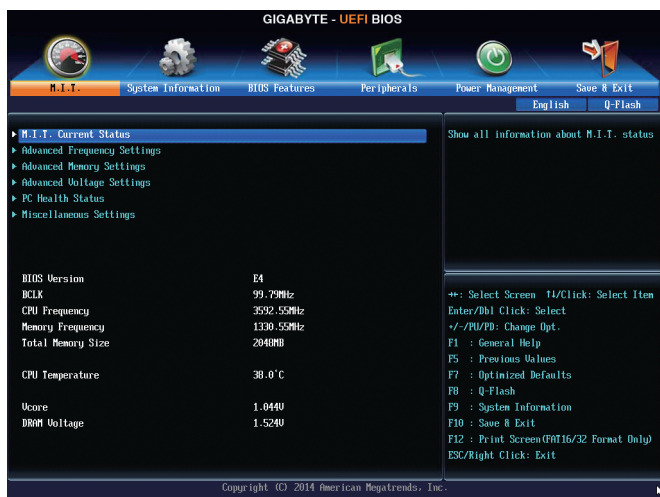 GIGABYTE - UEFI BIOS
M.I.T.
System Information
BIOS Features
Peripherals
Power Management
Save & Exit
English
Q-Flash
M.I.T. Current Status
Advanced Frequency Settings
Advanced Memory Settings
Advanced Voltage Settings
PC Health Status
Miscellaneous Settings
BIOS Version E4
BCLK 99.79MHz
CPU Frequency 3592.55MHz
Memory Frequency 1330.55MHz
Total Memory Size 2048MB
CPU Temperature 38.0°C
Vcore 1.044V
DRAM Voltage 1.524V
Show all information about M.I.T. status
→←: Select Screen ↑↓/Click: Select Item
Enter/Dbl Click: Select
+/-/PU/PD: Change Opt.
F1 : General Help
F5 : Previous Values
F7 : Optimized Defaults
F8 : Q-Flash
F9 : System Information
F10 : Save & Exit
F12 : Print Screen(FAT16/32 Format Only)
ESC/Right Click: Exit
Copyright (C) 2014 American Megatrends, Inc.